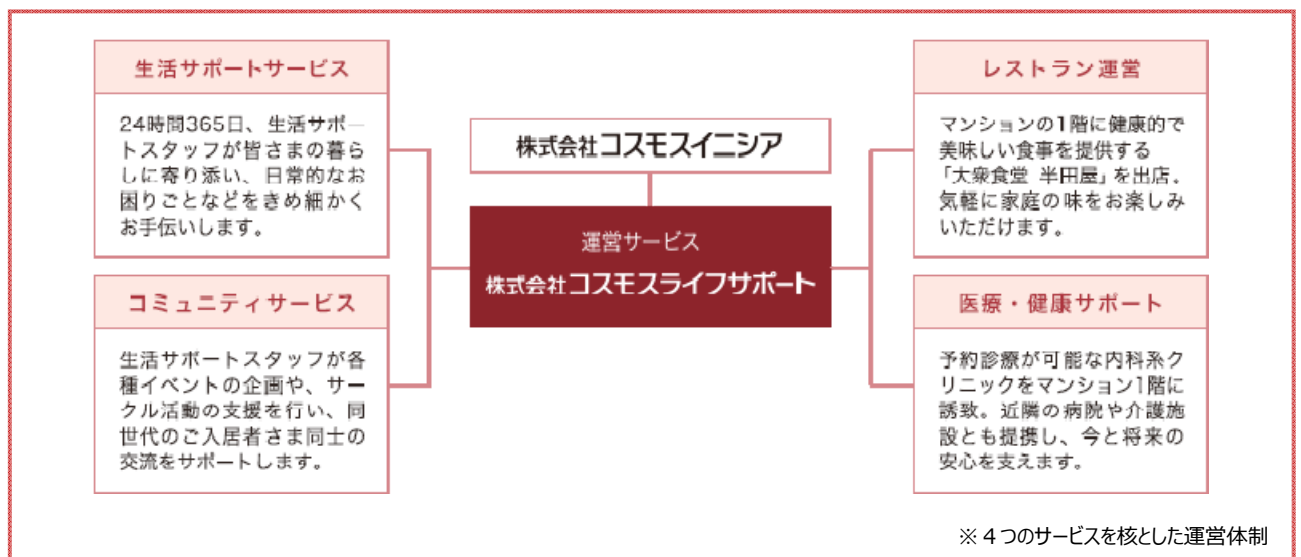 生活サポートサービス
24時間365日、生活サポー
トスタッフが皆さまの暮ら
しに寄り添い、日常的なお
困りごとなどをきめ細かく
お手伝いします。
コミュニティサービス
生活サポートスタッフが各
種イベントの企画や、サー
クル活動の支援を行い、同
世代のご入居者さま同士の
交流をサポートします。
株式会社コスモスイニシア
運営サービス
株式会社コスモスライフサポート
レストラン運営
マンションの1階に健康的で
美味しい食事を提供する
「大衆食堂 半田屋」を出店。
気軽に家庭の味をお楽しみ
いただけます。
医療・健康サポート
予約診療が可能な内科系ク
リニックをマンション1階に
誘致。近隣の病院や介護施
設とも提携し、今と将来の
安心を支えます。
※４つのサービスを核とした運営体制